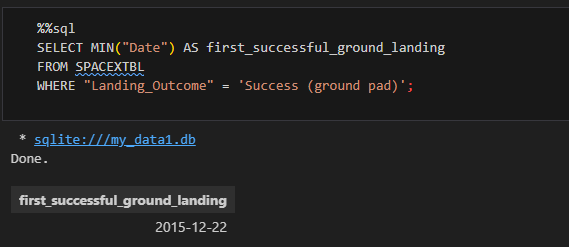 %%sql
SELECT MIN("Date") AS first_successful_ground_landing
FROM SPACEXTBL
WHERE "Landing_Outcome" = 'Success (ground pad)';
* sqlite:///my_data1.db
Done.
first_successful_ground_landing
2015-12-22